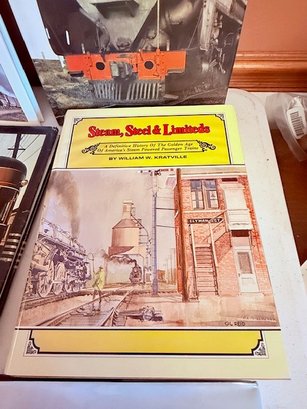 Steam, Steel & Limiteds
A Definitive History Of The Golden Age
Of America's Steam Powered Passenger Trains
BY WILLIAM W. KRATVILLE
GIL REID